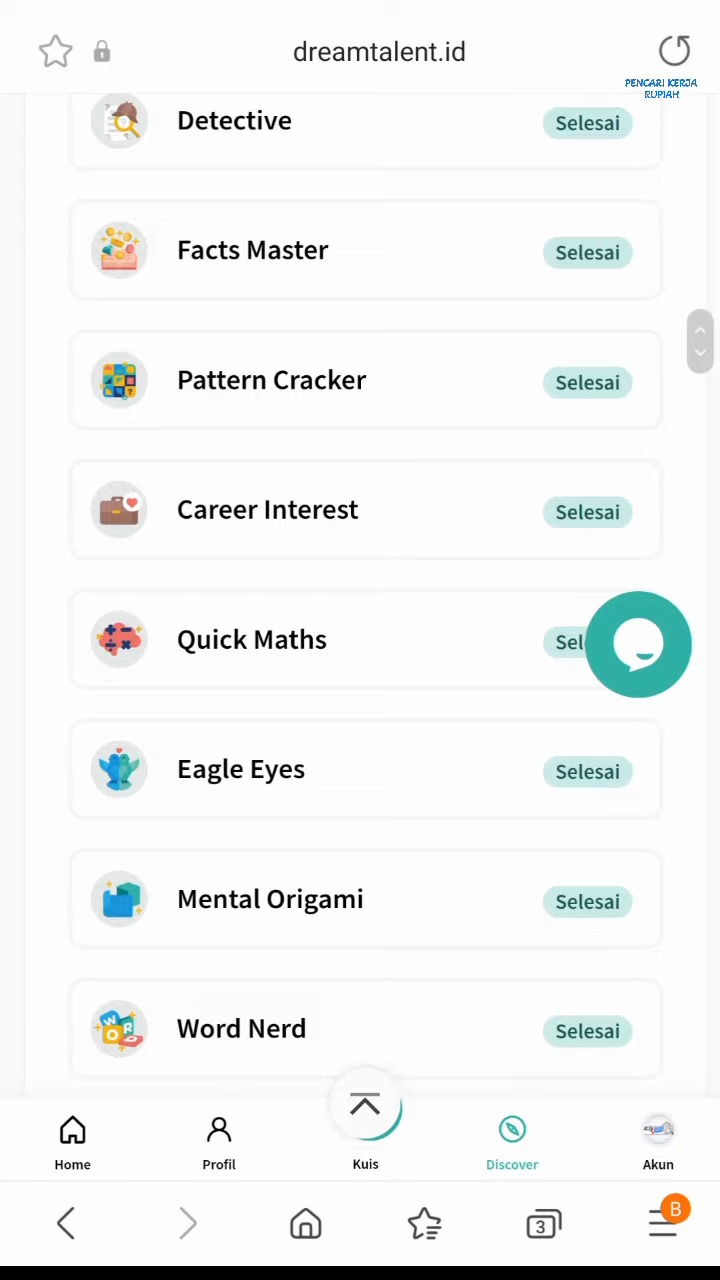 dreamtalent.id
PENCARI KERJA
RUPIAH
Detective
Selesai
Facts Master
Selesai
Pattern Cracker
Selesai
Career Interest
Selesai
Quick Maths
Sel
Eagle Eyes
Selesai
Mental Origami
Selesai
Word Nerd
Selesai
Home
Profil
Kuis
Discover
Akun
3
B